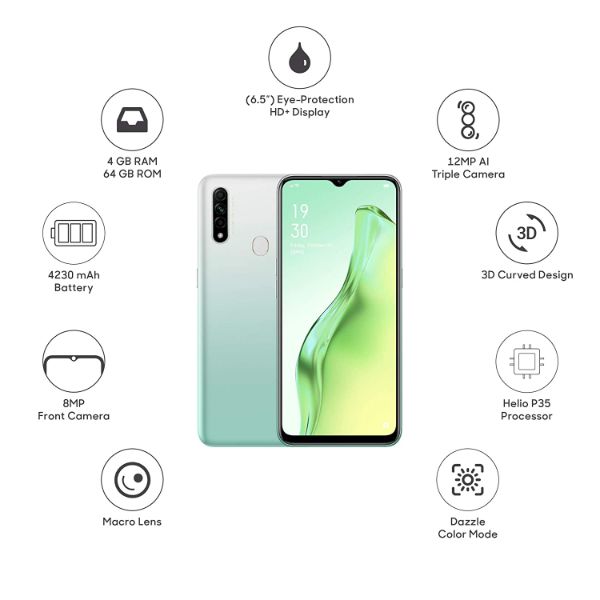 (6.5") Eye-Protection
HD+ Display
4 GB RAM
64 GB ROM
12MP AI
Triple Camera
4230 mAh
Battery
3D
3D Curved Design
19
30
8MP
Front Camera
Helio P35
Processor
Macro Lens
Dazzle
Color Mode